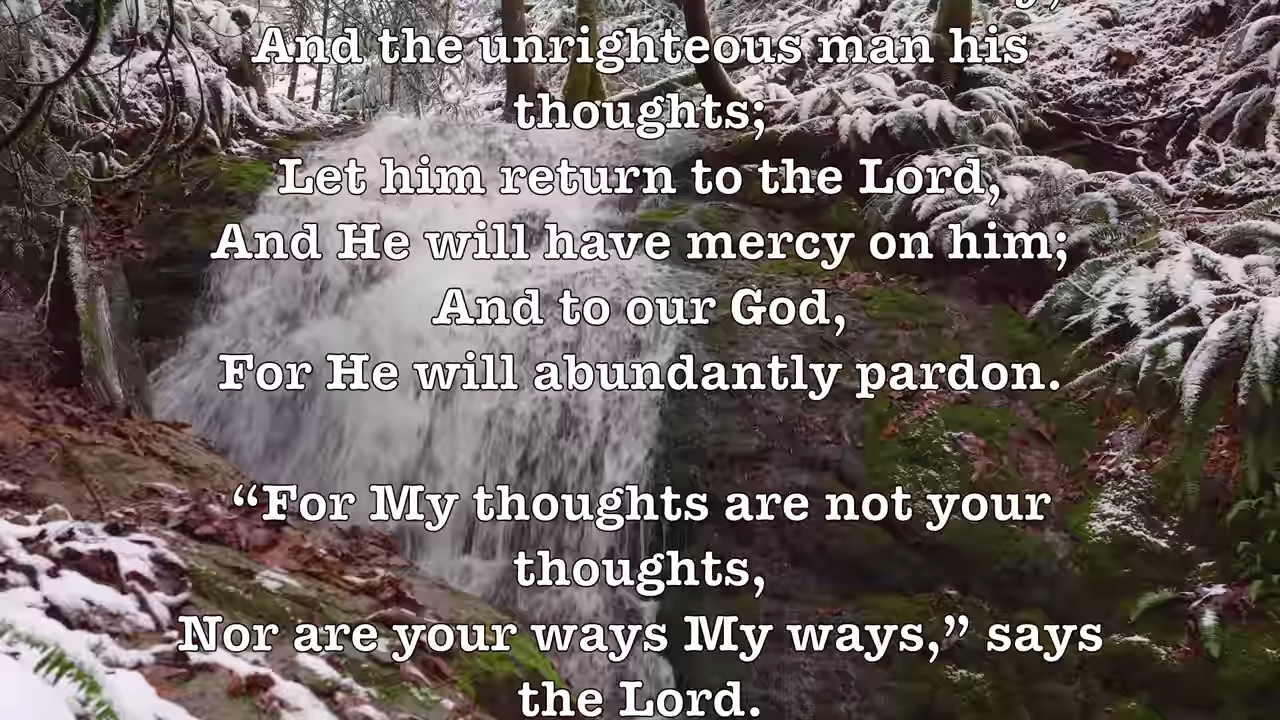 And the unrighteous man his
thoughts;
Let him return to the Lord,
And He will have mercy on him;
And to our God,
For He will abundantly pardon.
“For My thoughts are not your
thoughts,
Nor are your ways My ways,” says
the Lord.